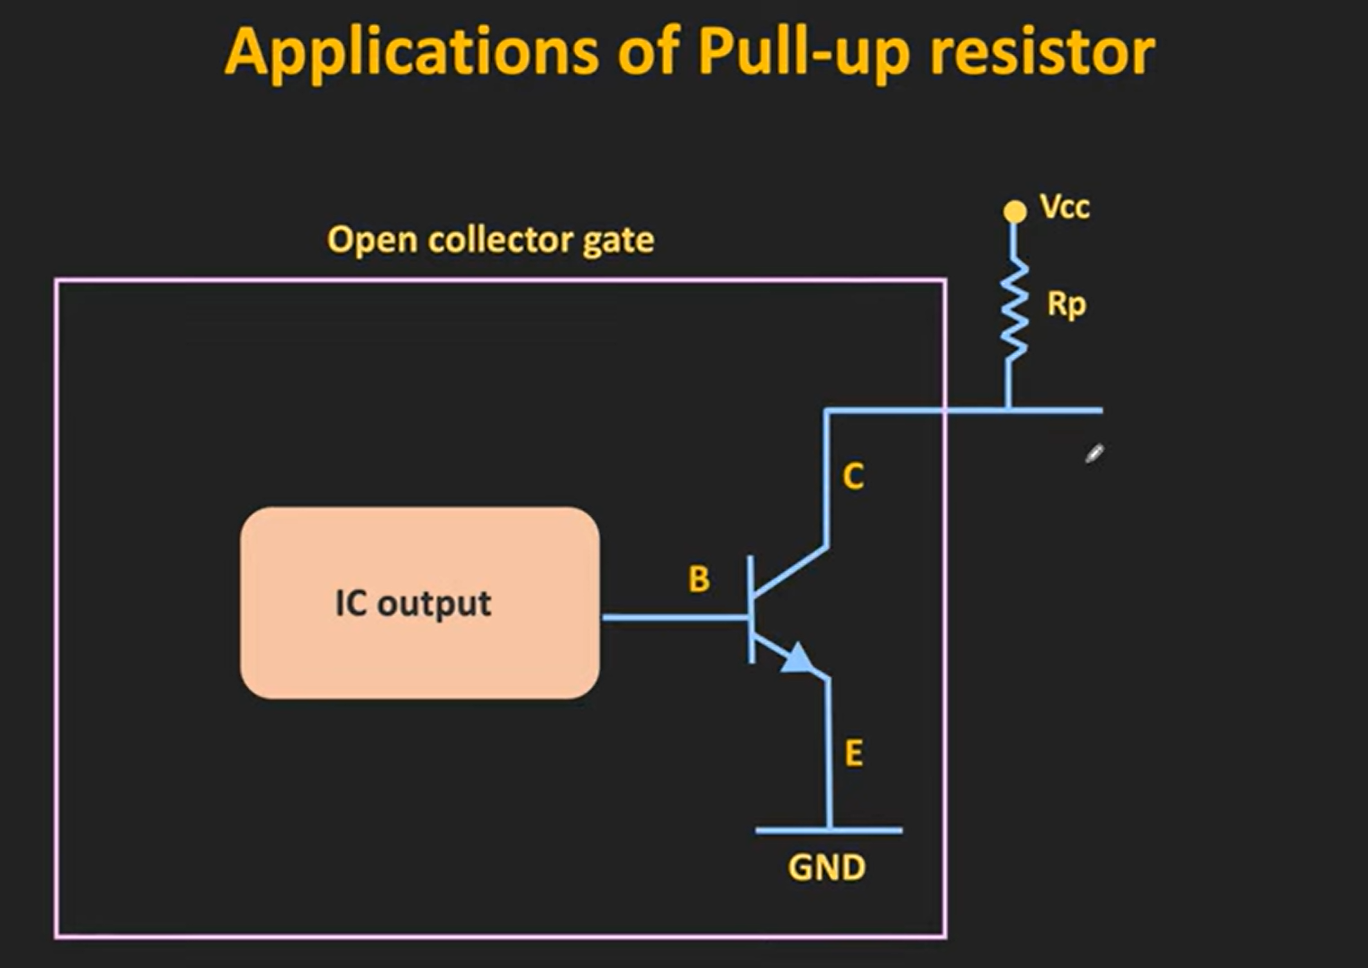 Applications of Pull-up resistor
Vcc
Open collector gate
Rp
C
B
IC output
E
GND